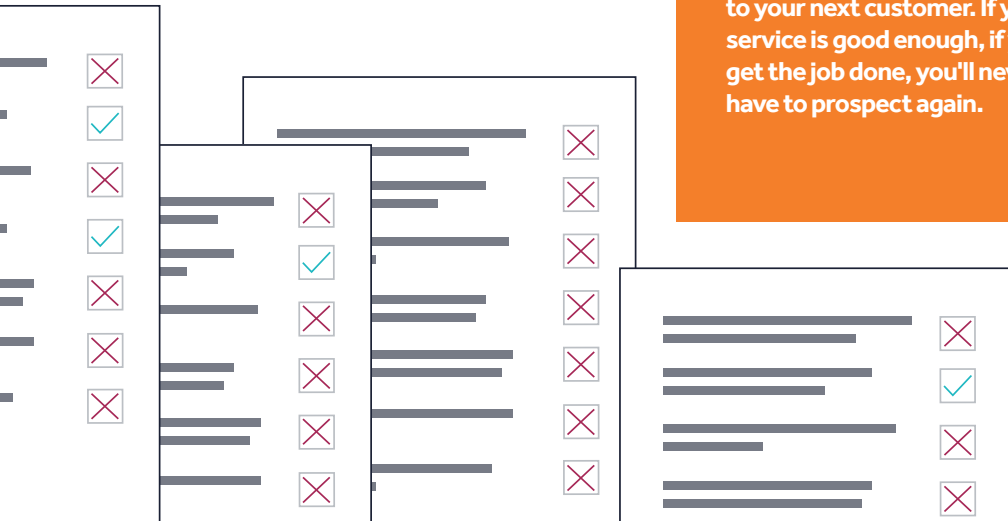 to your next customer. If y
service is good enough, if
get the job done, you'll nev
have to prospect again.